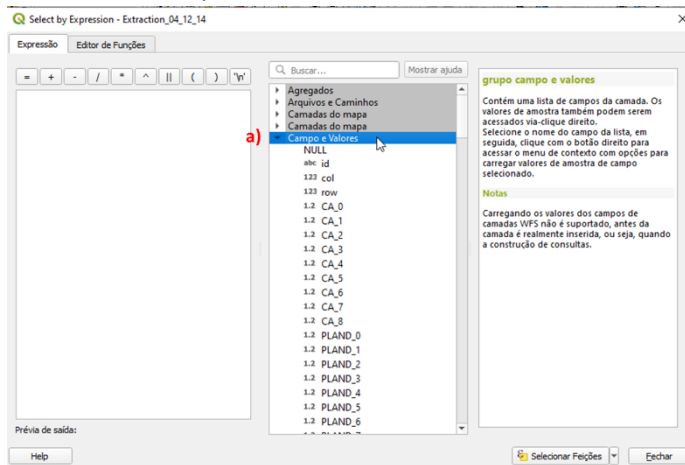 Select by Expression - Extraction_04_12_14
Expressão Editor de Funções
= + - / * ^ || ( ) '\n'
Buscar... Mostrar ajuda
Agregados
Arquivos e Caminhos
Camadas do mapa
Camadas do mapa
a) Campo e Valores
NULL
abc id
123 col
123 row
1.2 CA_0
1.2 CA_1
1.2 CA_2
1.2 CA_3
1.2 CA_4
1.2 CA_5
1.2 CA_6
1.2 CA_7
1.2 CA_8
1.2 PLAND_0
1.2 PLAND_1
1.2 PLAND_2
1.2 PLAND_3
1.2 PLAND_4
1.2 PLAND_5
1.2 PLAND_6
grupo campo e valores
Contém uma lista de campos da camada. Os
valores de amostra também podem serem
acessados via-clique direito.
Selecione o nome do campo da lista, em
seguida, clique com o botão direito para
acessar o menu de contexto com opções para
carregar valores de amostra de campo
selecionado.
Notas
Carregando os valores dos campos de
camadas WFS não é suportado, antes da
camada é realmente inserida, ou seja, quando
a construção de consultas.
Prévia de saída:
Help Selecionar Feições Fechar